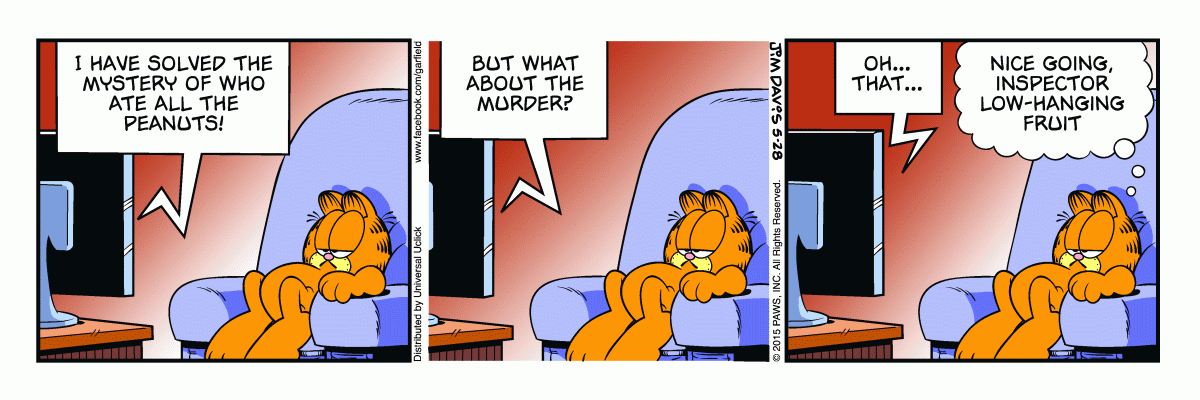 I HAVE SOLVED THE
MYSTERY OF WHO
ATE ALL THE
PEANUTS!
www.facebook.com/garfield
Distributed by Universal Uclick
BUT WHAT
ABOUT THE
MURDER?
JIM DAVIS 5-28
© 2015 PAWS, INC. All Rights Reserved.
OH...
THAT...
NICE GOING,
INSPECTOR
LOW-HANGING
FRUIT